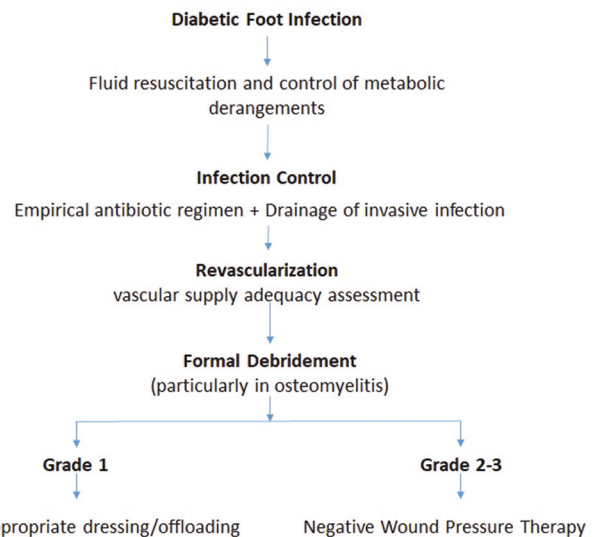 Diabetic Foot Infection
Fluid resuscitation and control of metabolic
derangements
Infection Control
Empirical antibiotic regimen + Drainage of invasive infection
Revascularization
vascular supply adequacy assessment
Formal Debridement
(particularly in osteomyelitis)
Grade 1
Grade 2-3
propriate dressing/offloading
Negative Wound Pressure Therapy